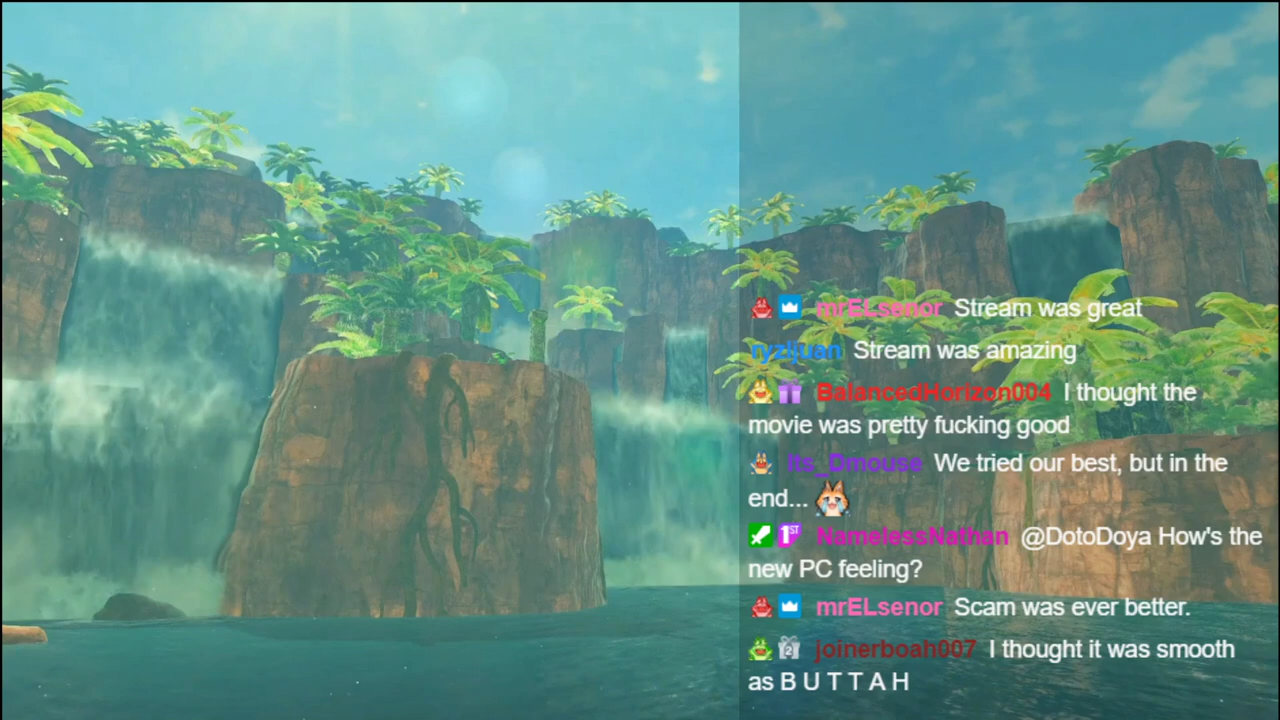 mrELsenor Stream was great
ryzljuan Stream was amazing
BalancedHorizon004 I thought the
movie was pretty fucking good
Its_Dmouse We tried our best, but in the
end...
1ST NamelessNathan @DotoDoya How's the
new PC feeling?
mrELsenor Scam was ever better.
2 joinerboah007 I thought it was smooth
as B U T T A H